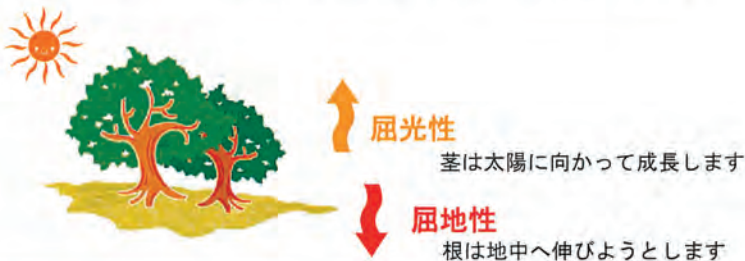 屈光性
茎は太陽に向かって成長します
屈地性
根は地中へ伸びようとします